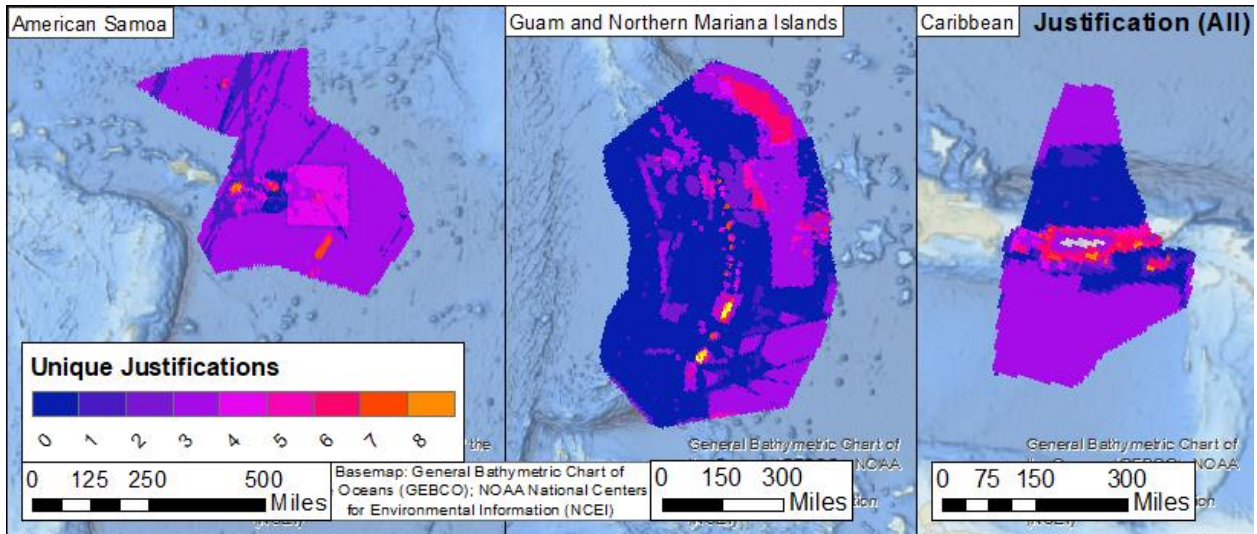 American Samoa
Guam and Northern Mariana Islands
Caribbean
Justification (All)
Unique Justifications
0 1 2 3 4 5 6 7 8
the
0 125 250 500
Miles
Basemap: General Bathymetric Chart of
Oceans (GEBCO); NOAA National Centers
for Environmental Information (NCEI)
General Bathymetric Chart of
NOAA
0 150 300
Miles
General Bathymetric Chart of
NOAA
0 75 150 300
Miles